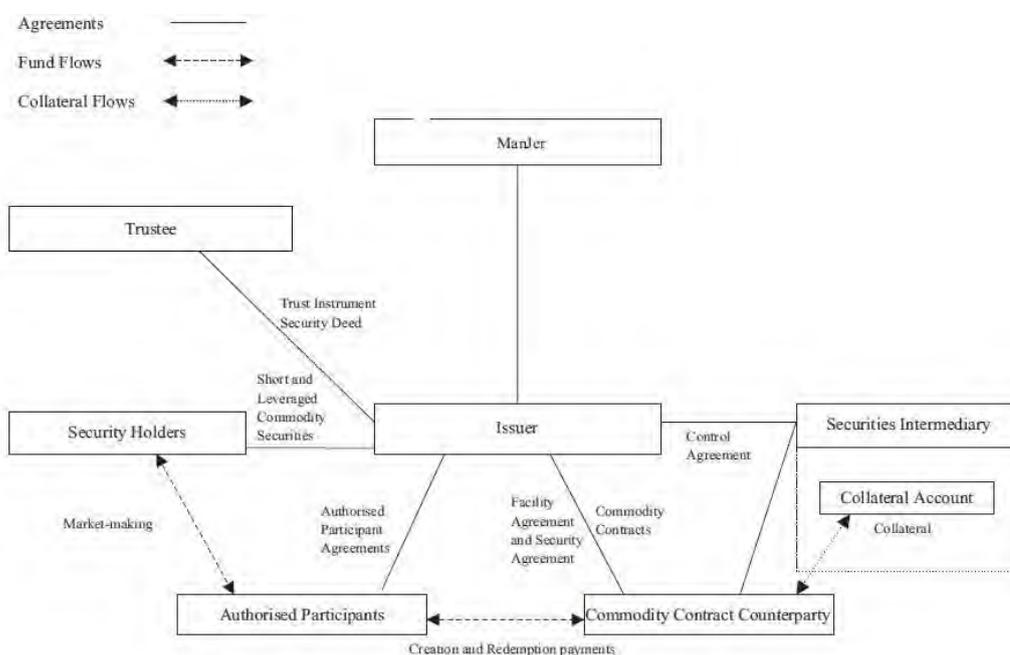 Agreements
Fund Flows
Collateral Flows
ManJer
Trustee
Trust Instrument
Security Deed
Short and
Leveraged
Commodity
Securities
Security Holders
Issuer
Control
Agreement
Securities Intermediary
Collateral Account
Collateral
Market-making
Authorised
Participant
Agreements
Facility
Agreement
and Security
Agreement
Commodity
Contracts
Authorised Participants
Commodity Contract Counterparty
Creation and Redemption payments